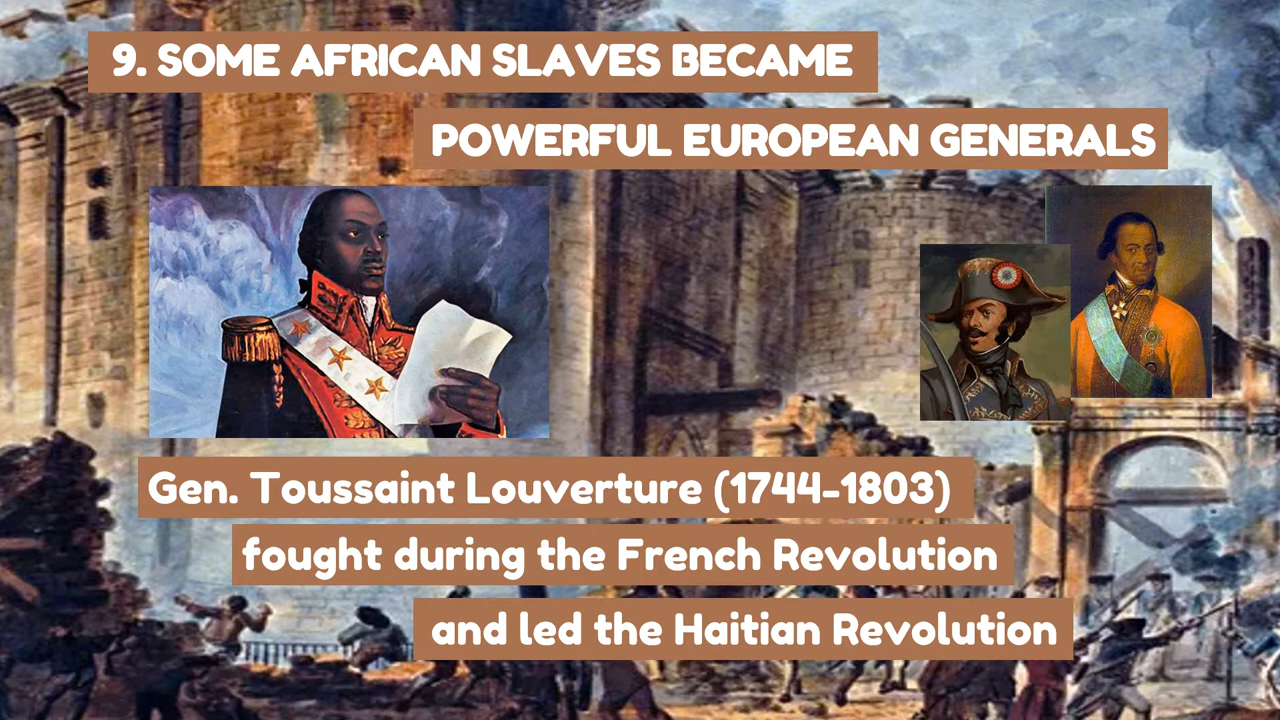 9. SOME AFRICAN SLAVES BECAME
POWERFUL EUROPEAN GENERALS
Gen. Toussaint Louverture (1744-1803)
fought during the French Revolution
and led the Haitian Revolution